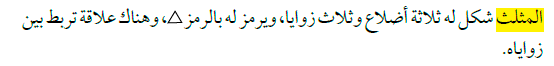 المثلث شكل له ثلاثة أضلاع وثلاث زوايا، ويرمز له بالرمز △، وهناك علاقة تربط بين
زواياه.